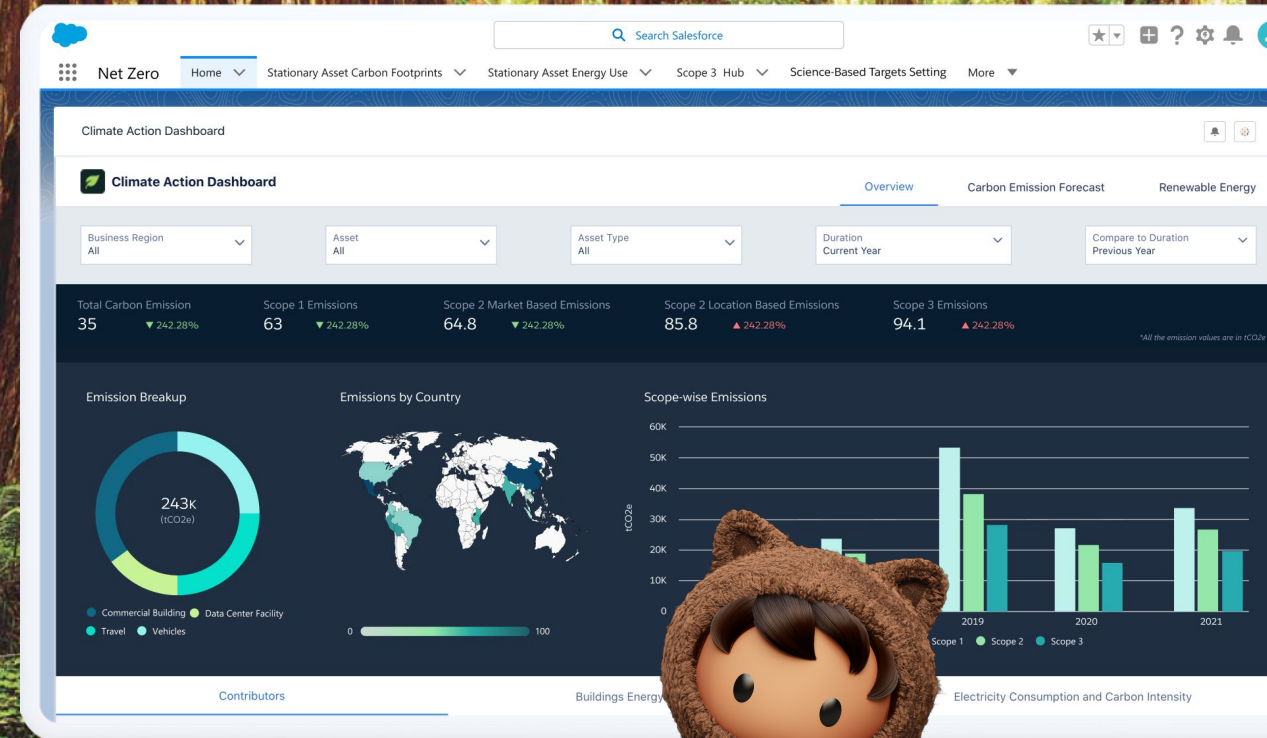 Search Salesforce
Net Zero
Home
Stationary Asset Carbon Footprints
Stationary Asset Energy Use
Scope 3 Hub
Science-Based Targets Setting
More
Climate Action Dashboard
Climate Action Dashboard
Overview
Carbon Emission Forecast
Renewable Energy
Business Region
All
Asset
All
Asset Type
All
Duration
Current Year
Compare to Duration
Previous Year
Total Carbon Emission
35 ▼ 242.28%
Scope 1 Emissions
63 ▼ 242.28%
Scope 2 Market Based Emissions
64.8 ▼ 242.28%
Scope 2 Location Based Emissions
85.8 ▲ 242.28%
Scope 3 Emissions
94.1 ▲ 242.28%
*All the emission values are in tCO2e
Emission Breakup
243K
(tCO2e)
Commercial Building
Data Center Facility
Travel
Vehicles
Emissions by Country
0
100
Scope-wise Emissions
60K
50K
40K
30K
20K
10K
0
tCO2e
2019
2020
2021
Scope 1
Scope 2
Scope 3
Contributors
Buildings Energy
Electricity Consumption and Carbon Intensity